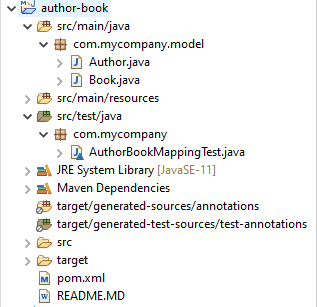 author-book
src/main/java
com.mycompany.model
Author.java
Book.java
src/main/resources
src/test/java
com.mycompany
AuthorBookMappingTest.java
JRE System Library [JavaSE-11]
Maven Dependencies
target/generated-sources/annotations
target/generated-test-sources/test-annotations
src
target
pom.xml
README.MD